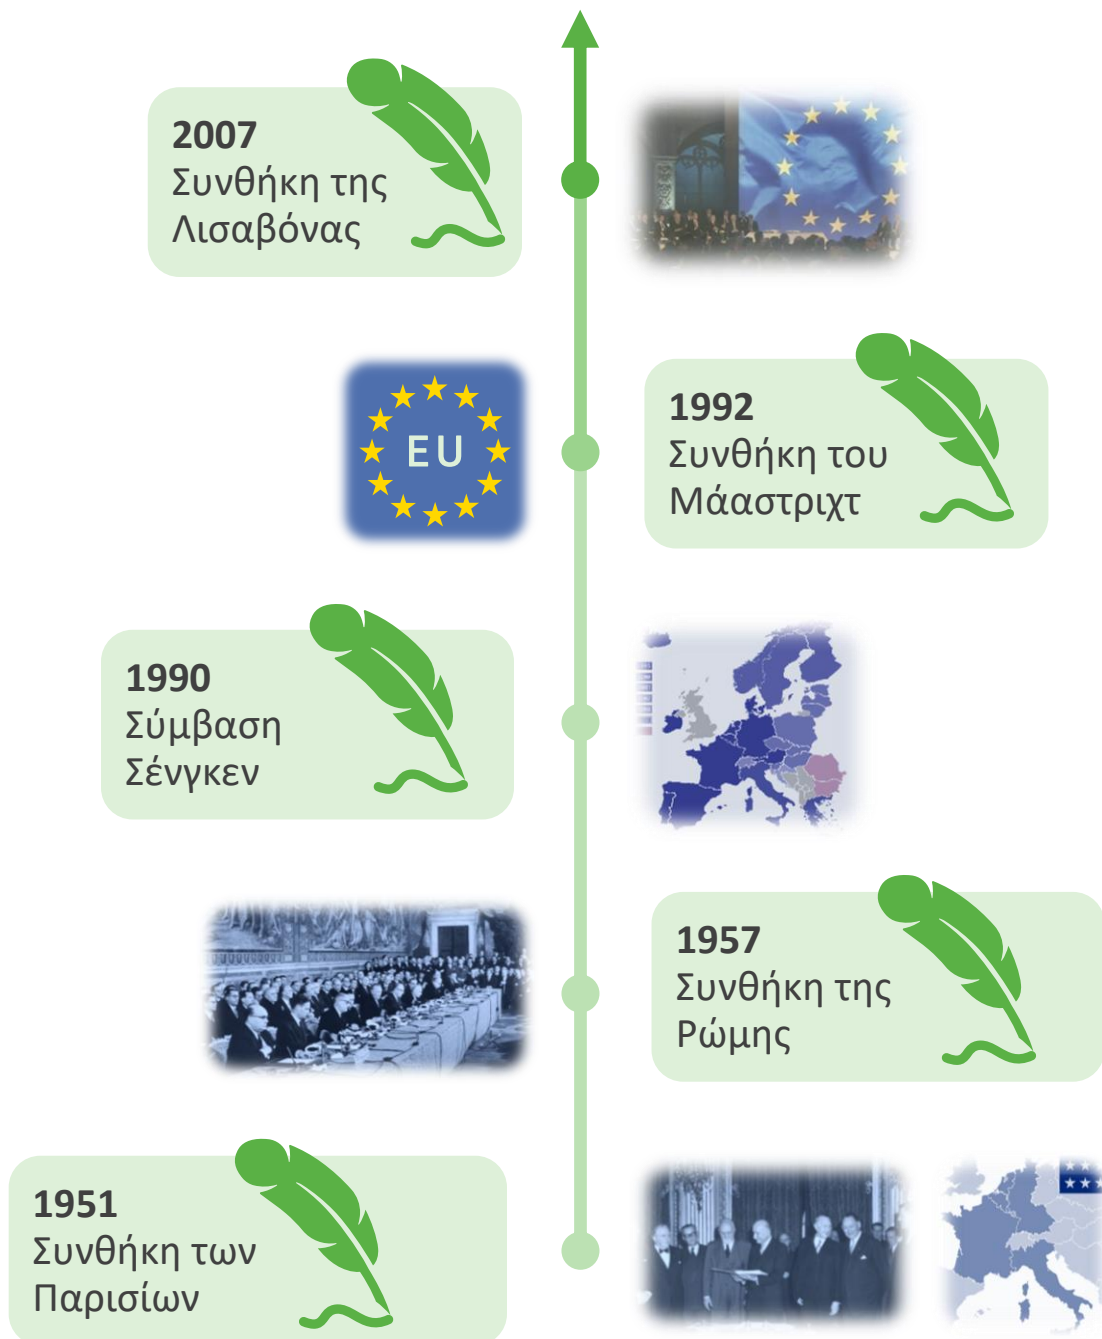 2007
Συνθήκη της
Λισαβόνας
EU
1992
Συνθήκη του
Μάαστριχτ
1990
Σύμβαση
Σένγκεν
1957
Συνθήκη της
Ρώμης
1951
Συνθήκη των
Παρισίων